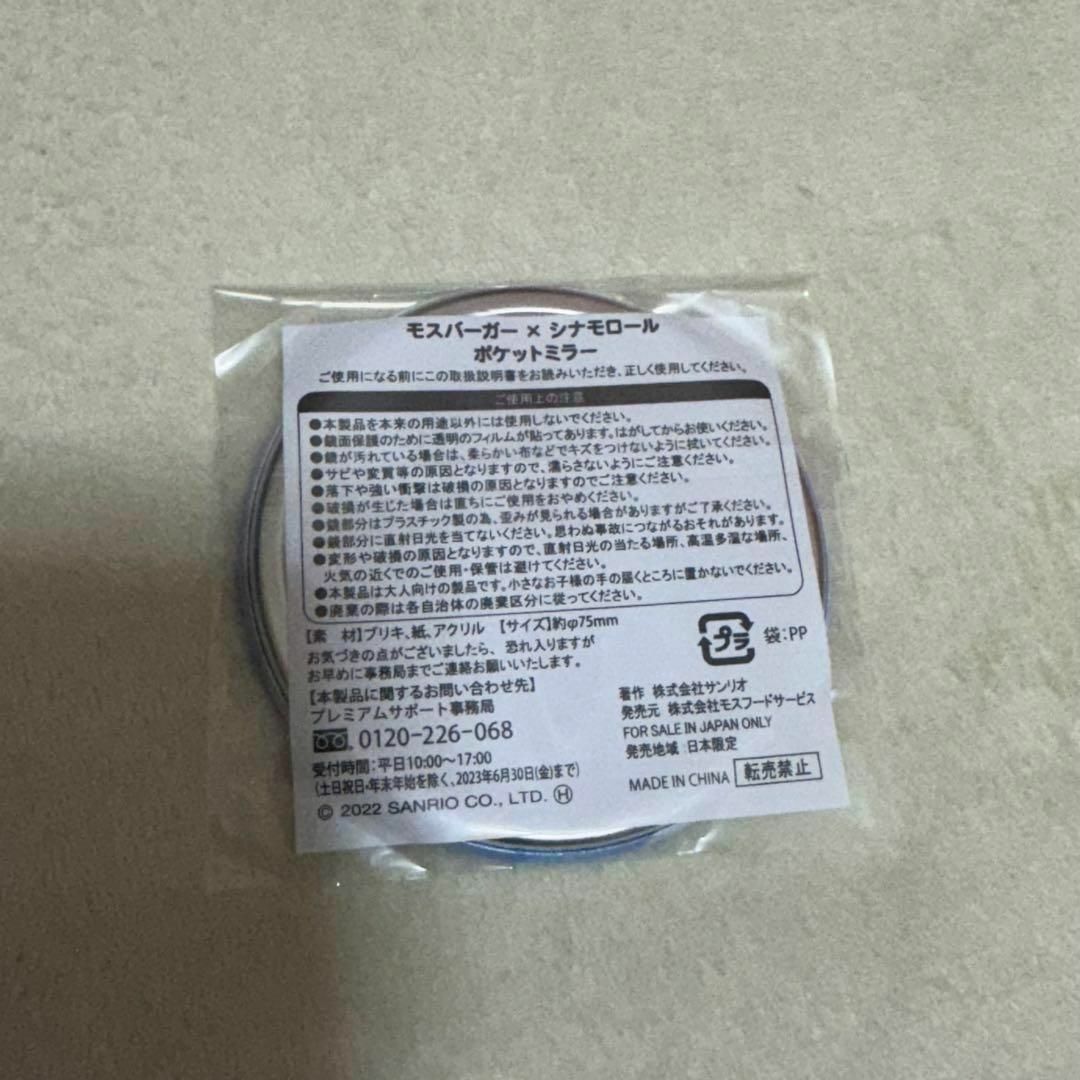 モスバーガー × シナモロール
ポケットミラー
ご使用になる前にこの取扱説明書をお読みいただき、正しく使用してください。
ご使用上の注意
●本製品を本来の用途以外には使用しないでください。
●鏡面保護のために透明のフィルムが貼ってあります。はがしてからお使いください。
●鏡が汚れている場合は、柔らかい布などでキズをつけないように拭いてください。
●サビや変質等の原因となりますので、濡らさないようにご注意ください。
●落下や強い衝撃は破損の原因となりますのでご注意ください。
●破損が生じた場合は直ちにご使用をおやめください。
●鏡部分はプラスチック製の為、歪みが見られる場合がありますがご了承ください。
●鏡部分に直射日光を当てないください。思わぬ事故につながるおそれがあります。
●変形や破損の原因となりますので、直射日光の当たる場所、高温多湿な場所、
火気の近くでのご使用・保管は避けてください。
●本製品は大人向けの製品です。小さなお子様の手の届くところに置かないでください。
●廃棄の際は各自治体の廃棄区分に従ってください。
【素 材】ブリキ、紙、アクリル 【サイズ】約φ75mm
お気づきの点がございましたら、恐れ入りますが
お早めに事務局までご連絡お願いいたします。
【本製品に関するお問い合わせ先】
プレミアムサポート事務局
0120-226-068
受付時間:平日10:00〜17:00
(土日祝日・年末年始を除く、2023年6月30日(金)まで)
© 2022 SANRIO CO., LTD. Ⓗ
プラ 袋:PP
著作 株式会社サンリオ
発売元 株式会社モスフードサービス
FOR SALE IN JAPAN ONLY
発売地域:日本限定
MADE IN CHINA 転売禁止